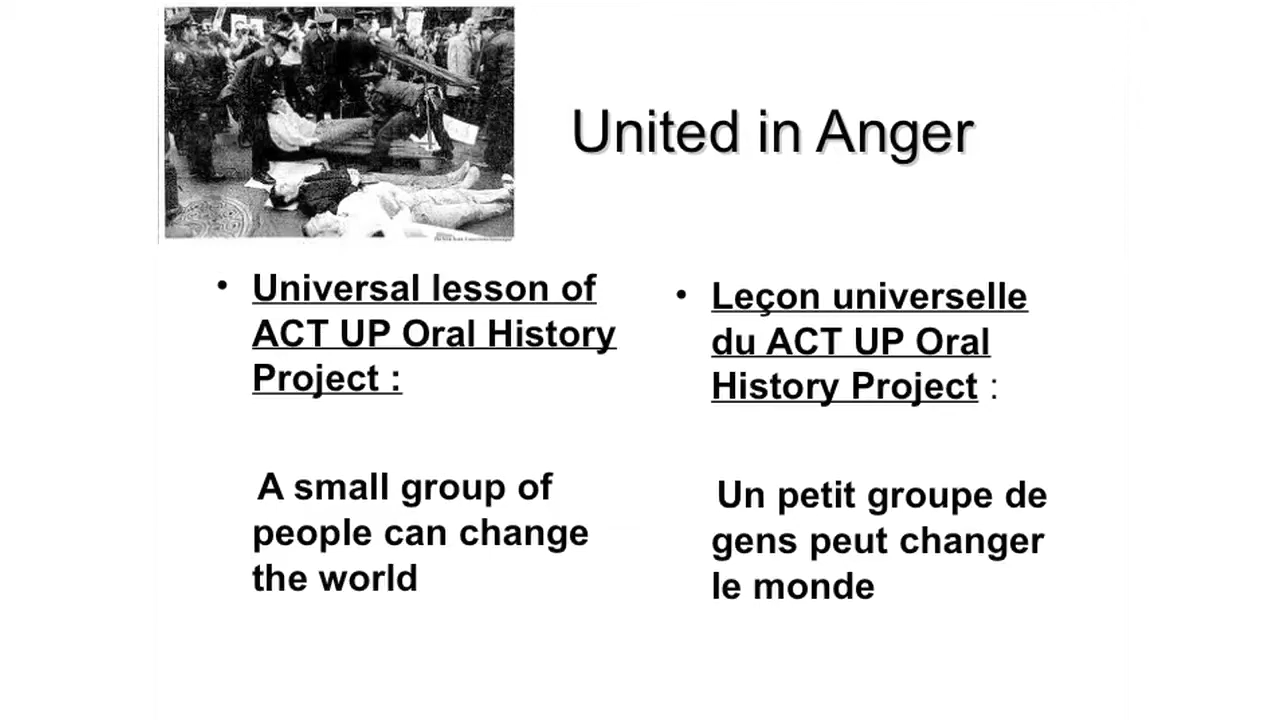 United in Anger
• Universal lesson of
ACT UP Oral History
Project :
A small group of
people can change
the world
• Leçon universelle
du ACT UP Oral
History Project :
Un petit groupe de
gens peut changer
le monde